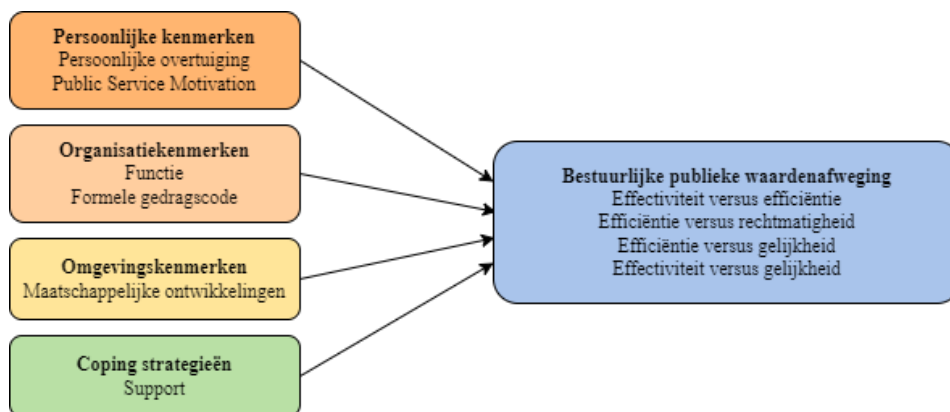 Persoonlijke kenmerken
Persoonlijke overtuiging
Public Service Motivation
Organisatiekenmerken
Functie
Formele gedragscode
Omgevingskenmerken
Maatschappelijke ontwikkelingen
Coping strategieën
Support
Bestuurlijke publieke waardenafweging
Effectiviteit versus efficiëntie
Efficiëntie versus rechtmatigheid
Efficiëntie versus gelijkheid
Effectiviteit versus gelijkheid